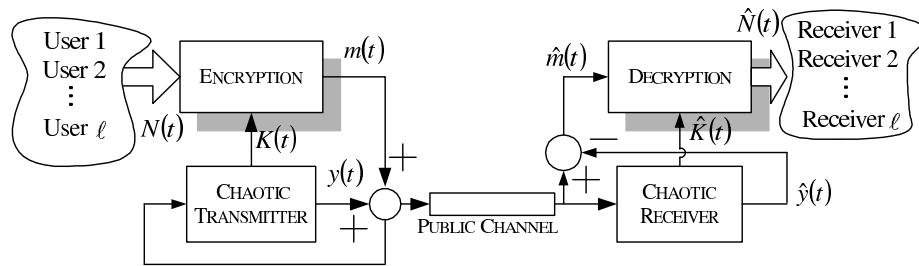 User 1
User 2
⋮
User ℓ
N(t)
ENCRYPTION
m(t)
K(t)
CHAOTIC
TRANSMITTER
y(t)
+
+
PUBLIC CHANNEL
m̂(t)
−
+
DECRYPTION
K̂(t)
CHAOTIC
RECEIVER
ŷ(t)
N̂(t)
Receiver 1
Receiver 2
⋮
Receiver ℓ